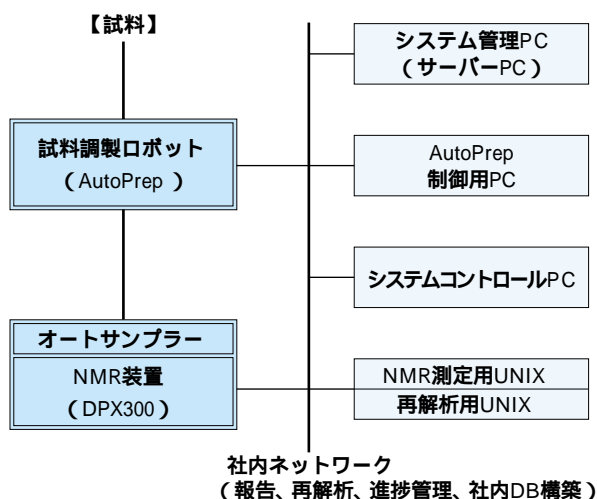 【試料】
システム管理PC
（サーバーPC）
試料調製ロボット
（AutoPrep）
AutoPrep
制御用PC
システムコントロールPC
オートサンプラー
NMR装置
（DPX300）
NMR測定用UNIX
再解析用UNIX
社内ネットワーク
（報告、再解析、進捗管理、社内DB構築）